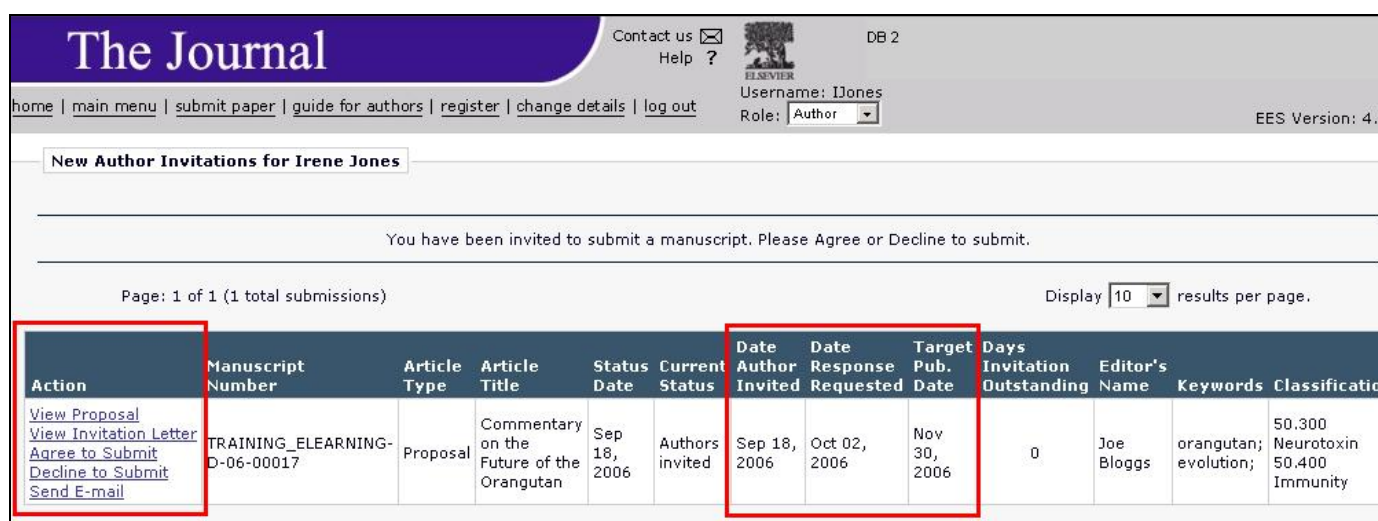 The Journal
Contact us
Help ?
ELSEVIER
DB 2
home | main menu | submit paper | guide for authors | register | change details | log out
Username: IJones
Role: Author
EES Version: 4.
New Author Invitations for Irene Jones
You have been invited to submit a manuscript. Please Agree or Decline to submit.
Page: 1 of 1 (1 total submissions)
Display 10 results per page.
Action
Manuscript
Number
Article
Type
Article
Title
Status
Date
Current
Status
Date
Author
Invited
Date
Response
Requested
Target
Pub.
Date
Days
Invitation
Outstanding
Editor's
Name
Keywords
Classificatio
View Proposal
View Invitation Letter
Agree to Submit
Decline to Submit
Send E-mail
TRAINING_ELEARNING-
D-06-00017
Proposal
Commentary
on the
Future of the
Orangutan
Sep
18,
2006
Authors
invited
Sep 18,
2006
Oct 02,
2006
Nov
30,
2006
0
Joe
Bloggs
orangutan;
evolution;
50.300
Neurotoxin
50.400
Immunity